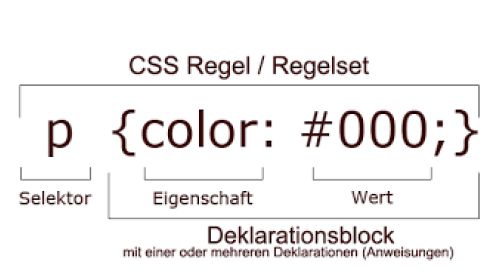 CSS Regel / Regelset
p {color: #000;}
Selektor Eigenschaft Wert
Deklarationsblock
mit einer oder mehreren Deklarationen (Anweisungen)